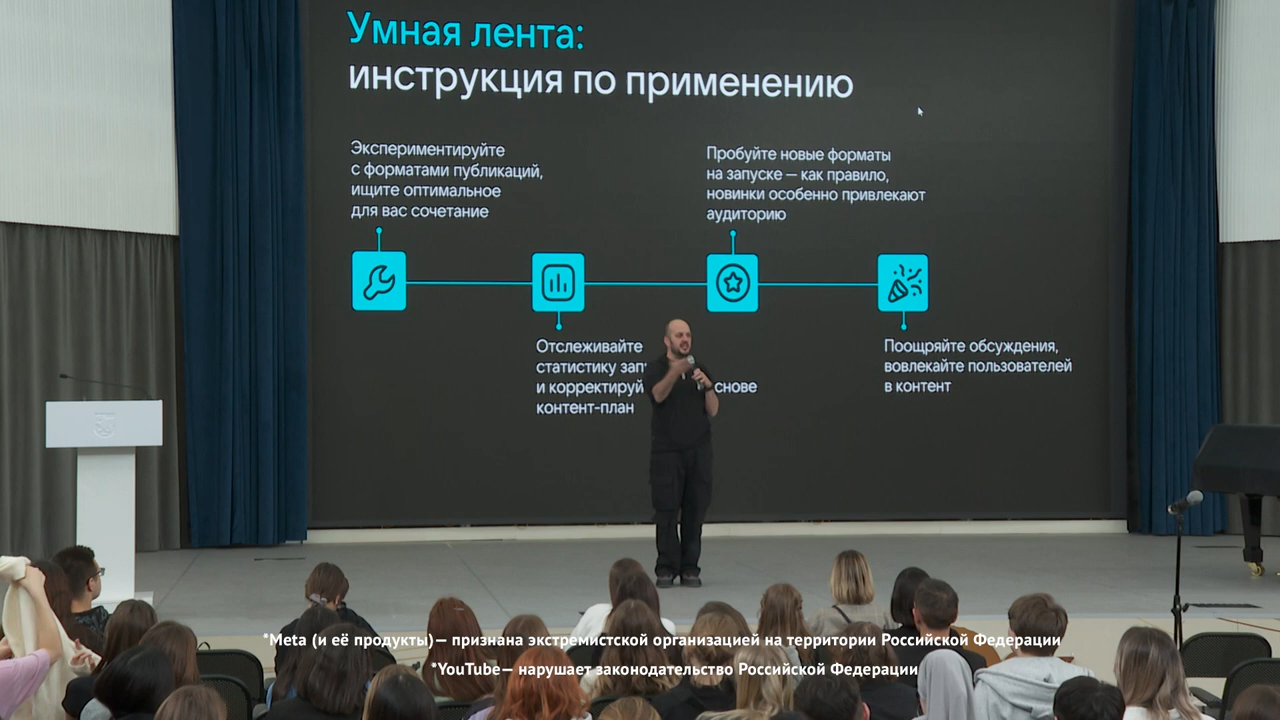 Умная лента:
инструкция по применению
Экспериментируйте
с форматами публикаций,
ищите оптимальное
для вас сочетание
Пробуйте новые форматы
на запуске — как правило,
новинки особенно привлекают
аудиторию
Отслеживайте
статистику
и корректируй снове
контент-план
Поощряйте обсуждения,
вовлекайте пользователей
в контент
*Meta (и её продукты)— признана экстремистской организацией на территории Российской Федерации
*YouTube— нарушает законодательство Российской Федерации